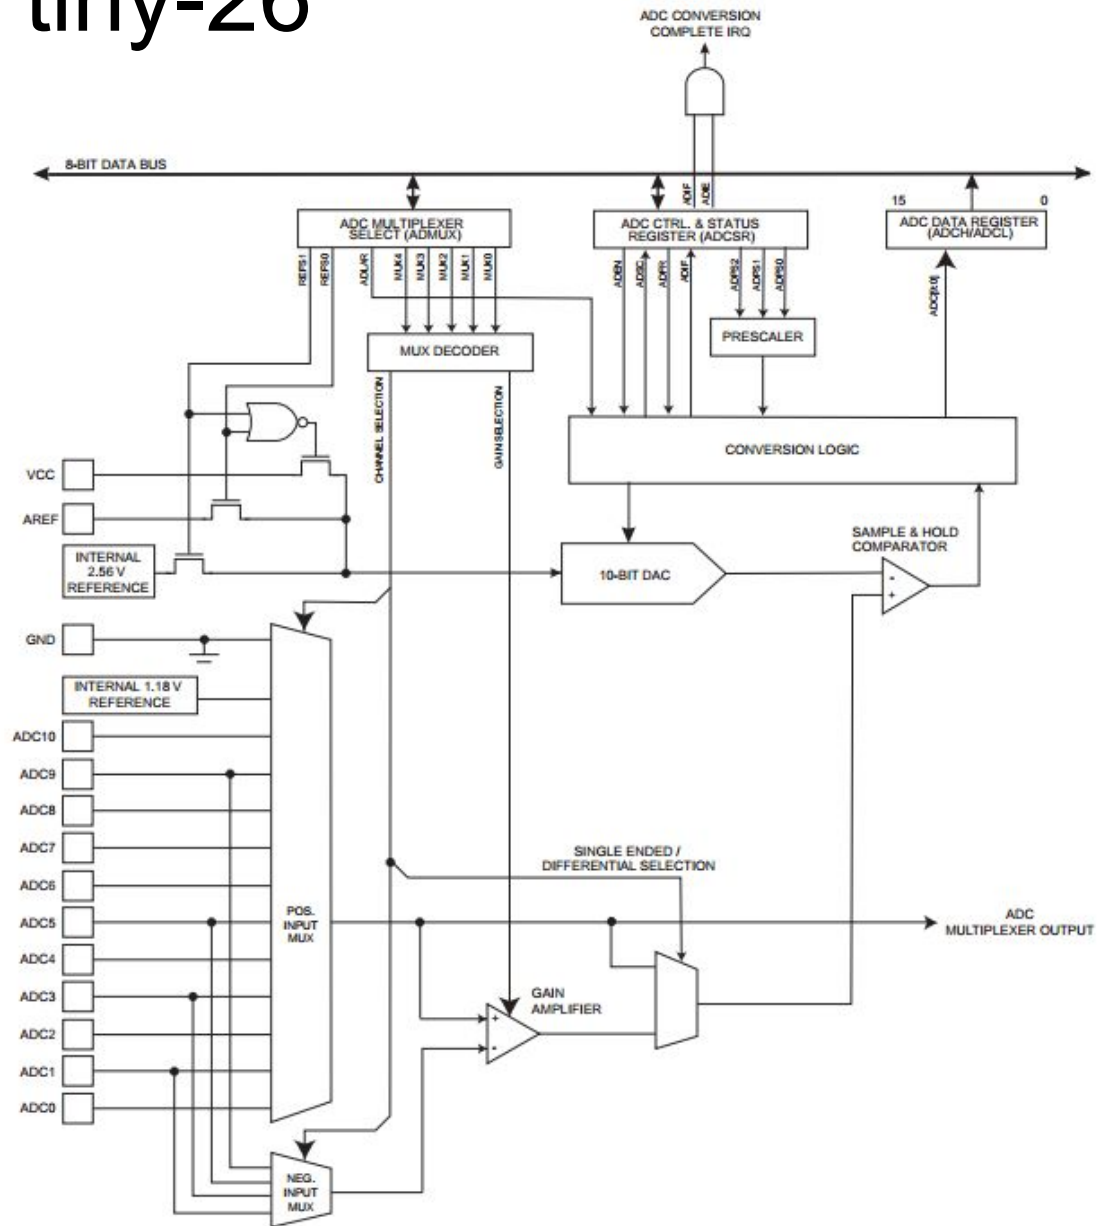 tiny-26
ADC CONVERSION
COMPLETE IRQ
8-BIT DATA BUS
ADIF
ADIE
15
0
ADC MULTIPLEXER
SELECT (ADMUX)
ADC CTRL. & STATUS
REGISTER (ADCSR)
ADC DATA REGISTER
(ADCH/ADCL)
REFS1
REFS0
ADLAR
MUX4
MUX3
MUX2
MUX1
MUX0
ADEN
ADSC
ADFR
ADIF
ADPS2
ADPS1
ADPS0
ADC[9:0]
PRESCALER
MUX DECODER
CHANNEL SELECTION
GAIN SELECTION
CONVERSION LOGIC
VCC
AREF
INTERNAL
2.56 V
REFERENCE
SAMPLE & HOLD
COMPARATOR
10-BIT DAC
-
+
GND
INTERNAL 1.18 V
REFERENCE
ADC10
ADC9
ADC8
ADC7
ADC6
ADC5
ADC4
ADC3
ADC2
ADC1
ADC0
POS.
INPUT
MUX
SINGLE ENDED /
DIFFERENTIAL SELECTION
ADC
MULTIPLEXER OUTPUT
GAIN
AMPLIFIER
+
-
NEG.
INPUT
MUX